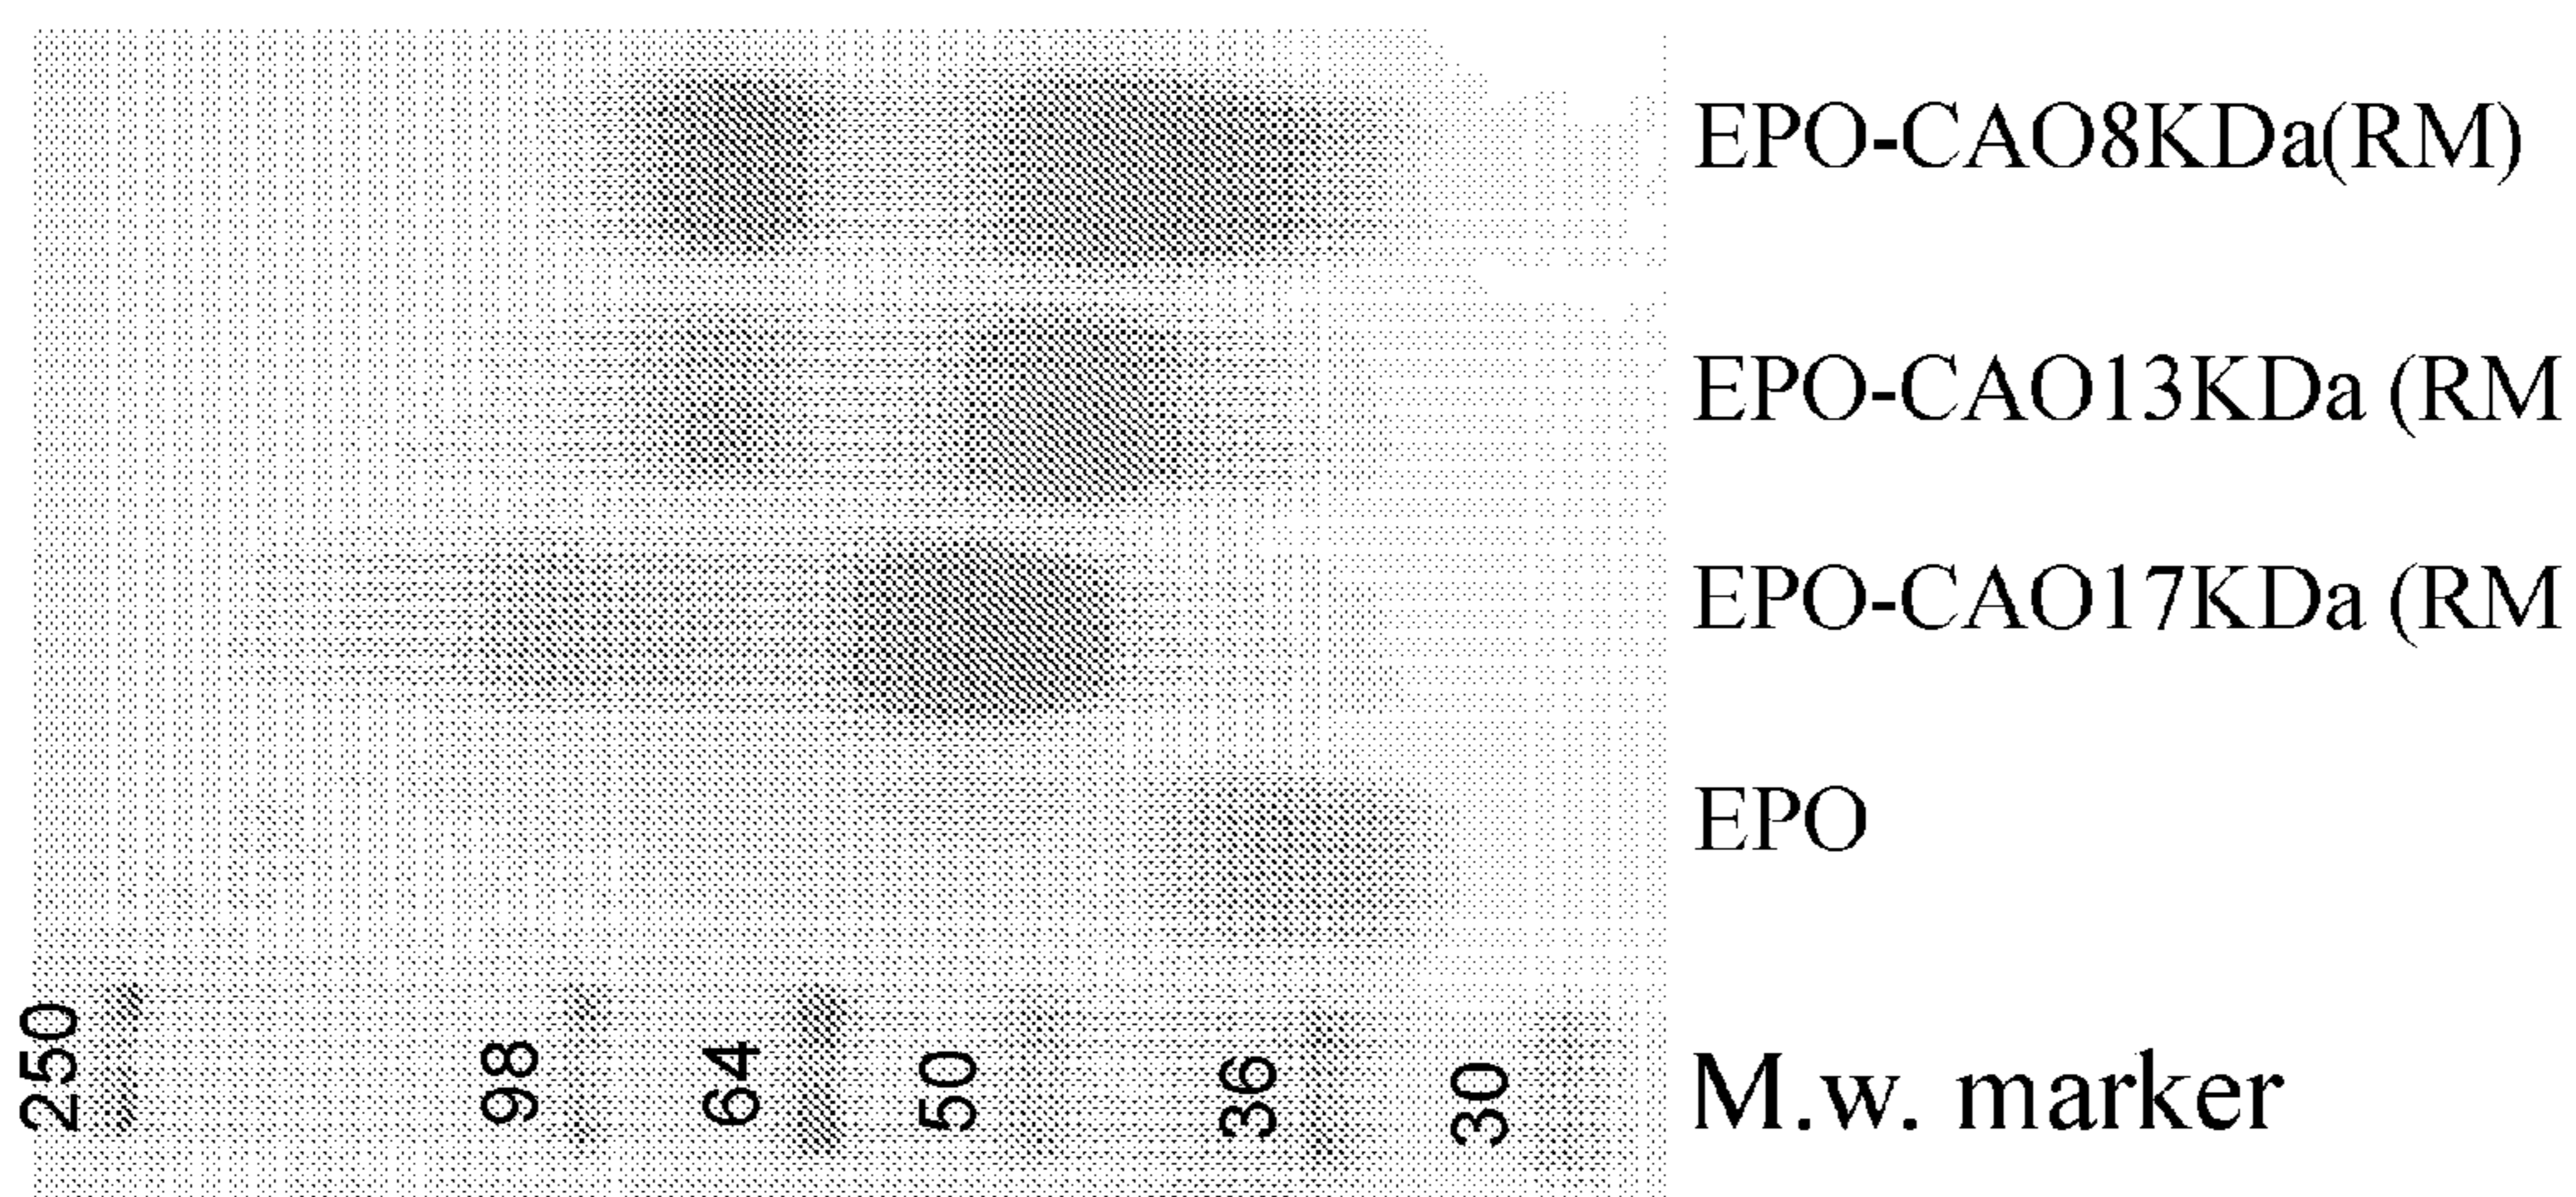 EPO-CAO8KDa(RM)
EPO-CAO13KDa (RM
EPO-CAO17KDa (RM
EPO
250
98
64
50
36
30
M.w. marker